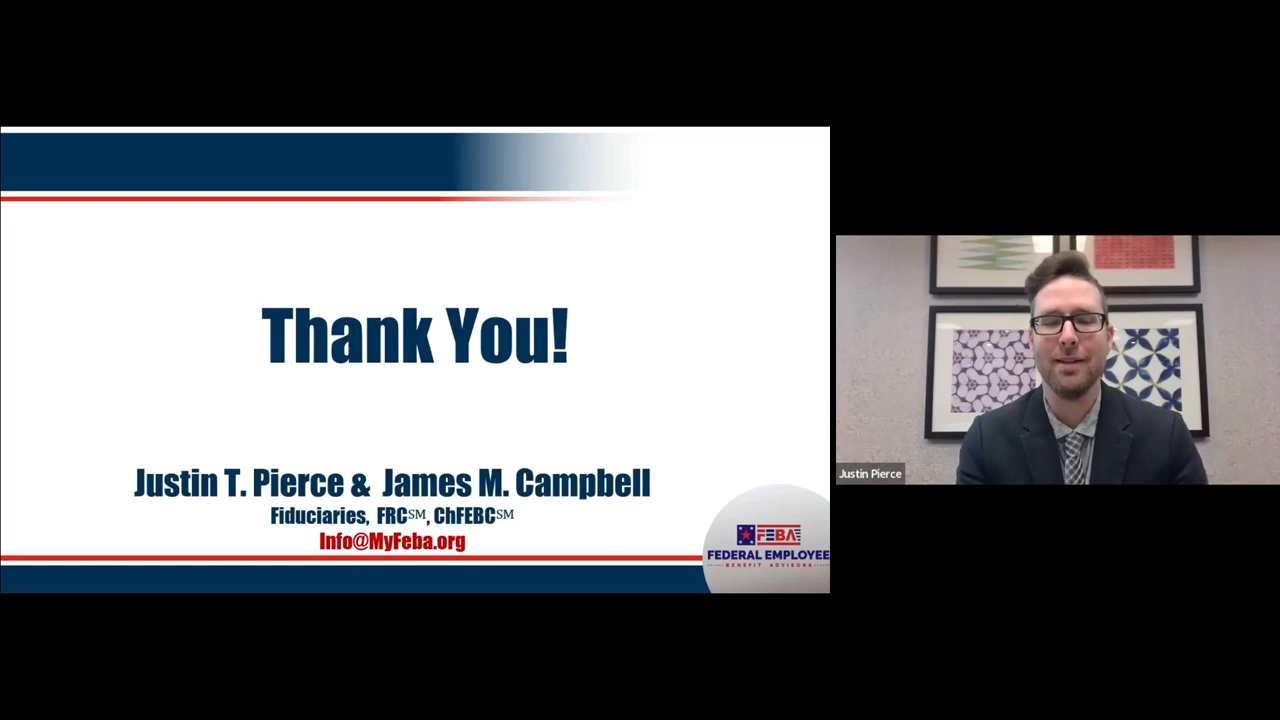 Thank You!
Justin T. Pierce & James M. Campbell
Fiduciaries, FRC℠, ChFEBC℠
Info@MyFeba.org
FEBA
FEDERAL EMPLOYEE
BENEFIT ADVISORS
Justin Pierce